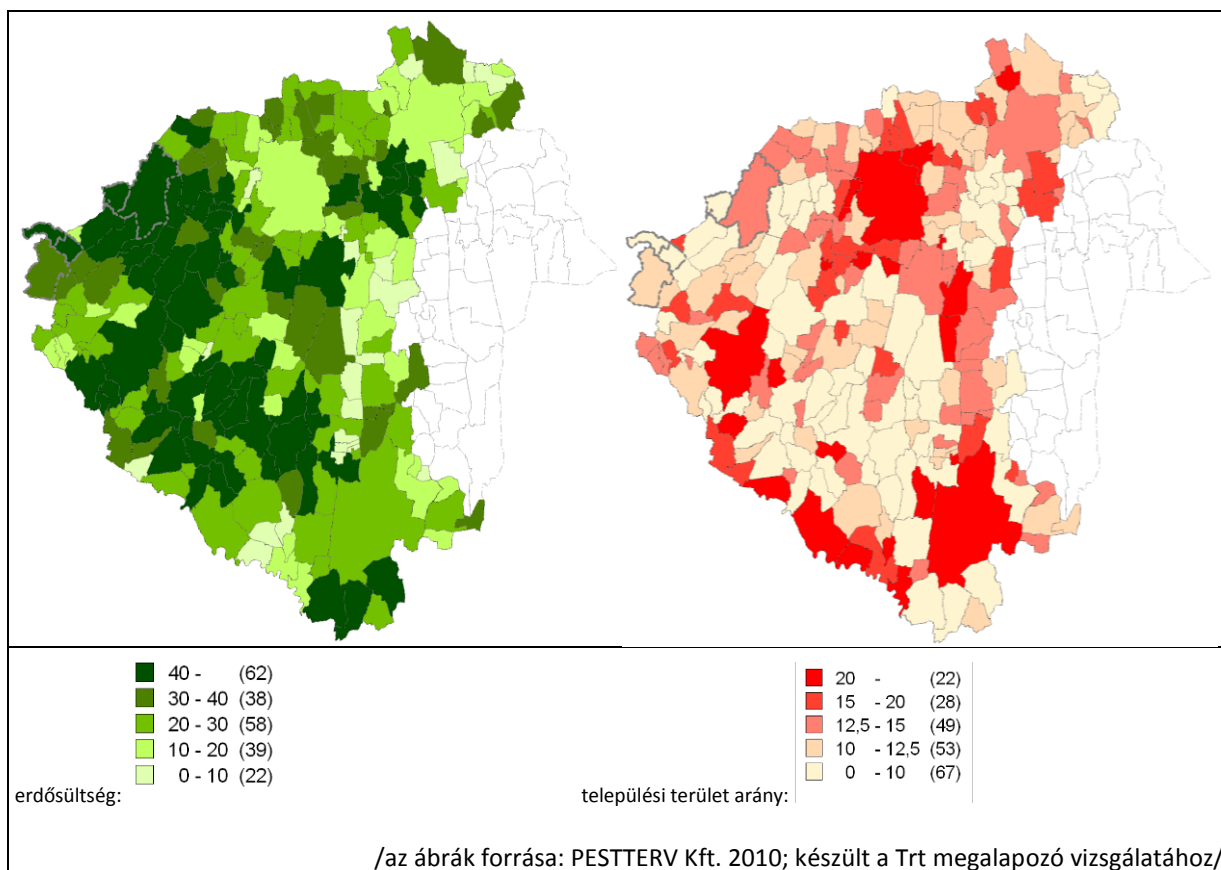 40 - (62)
30 - 40 (38)
20 - 30 (58)
10 - 20 (39)
0 - 10 (22)
erdősültség:
20 - (22)
15 - 20 (28)
12,5 - 15 (49)
10 - 12,5 (53)
0 - 10 (67)
települési terület arány:
/az ábrák forrása: PESTTERV Kft. 2010; készült a Trt megalapozó vizsgálatához/